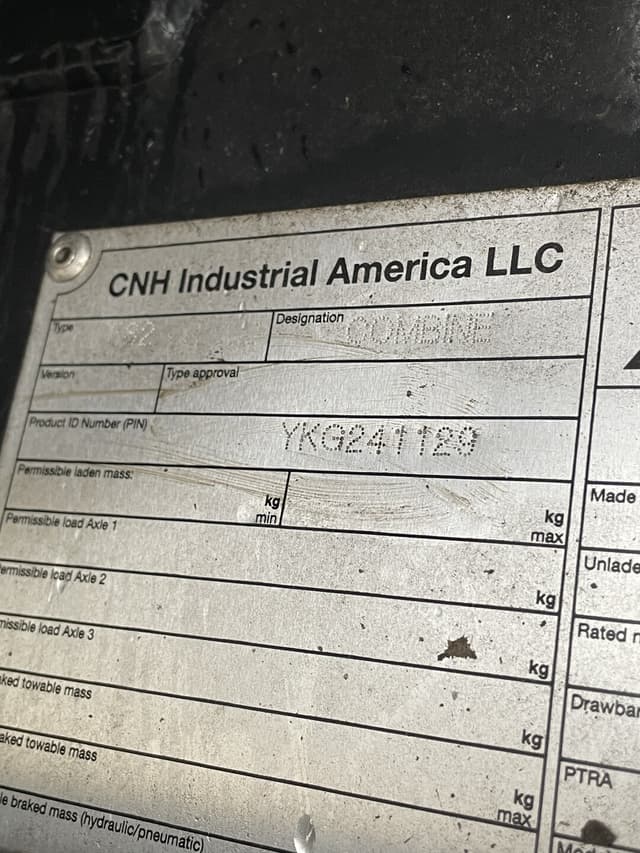 CNH Industrial America LLC
Type 92 Designation COMBINE
Version Type approval
Product ID Number (PIN) YKG241129
Permissible laden mass: kg min kg max
Permissible load Axle 1 kg
ermissible load Axle 2 kg
missible load Axle 3 kg
ked towable mass kg
aked towable mass kg max
le braked mass (hydraulic/pneumatic)
Made
Unlade
Rated
Drawbar
PTRA